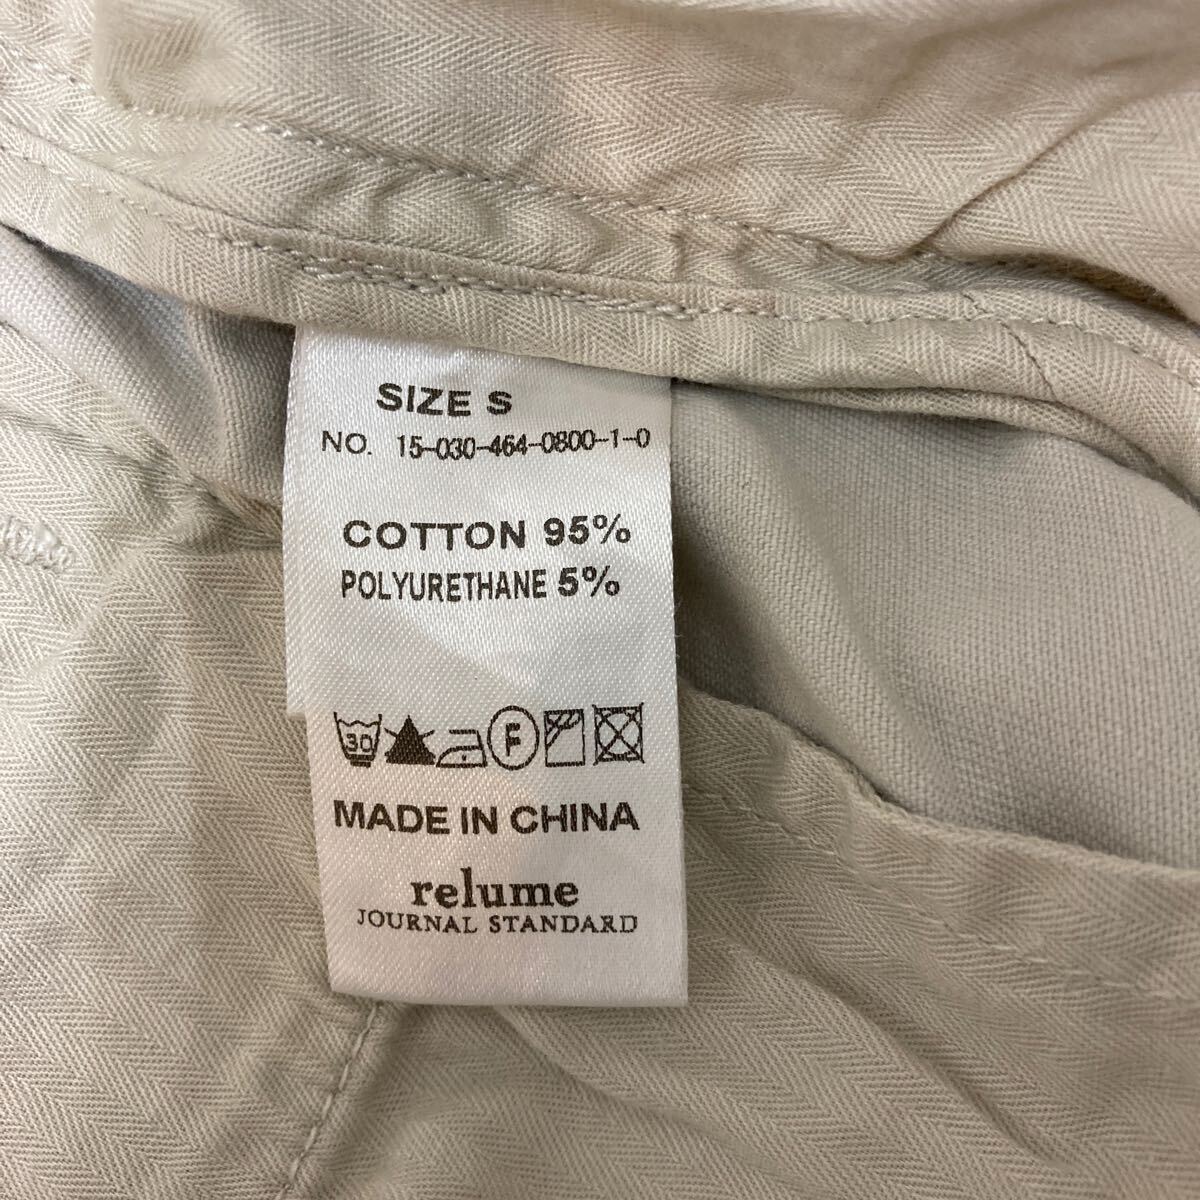 SIZE S
NO. 15-030-464-0800-1-0
COTTON 95%
POLYURETHANE 5%
30 F
MADE IN CHINA
relume
JOURNAL STANDARD